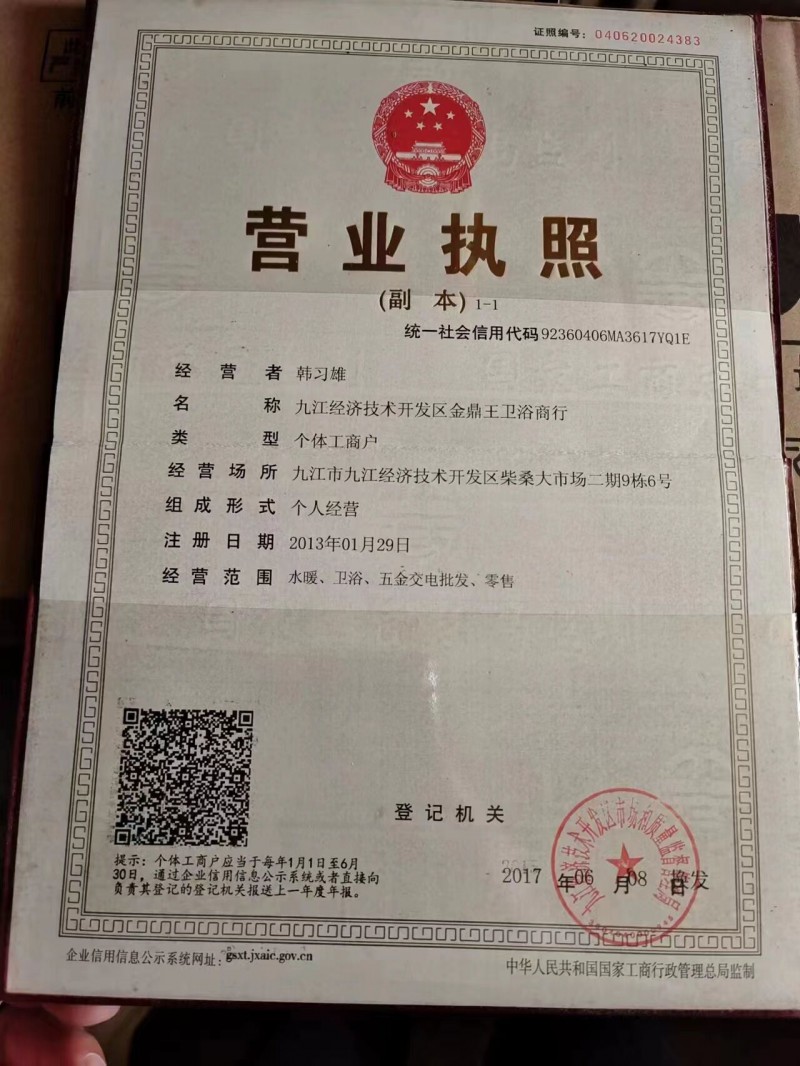 证照编号：040620024383
营业执照
(副 本) 1-1
统一社会信用代码 92360406MA3617YQ1E
经营者 韩习雄
名称 九江经济技术开发区金鼎王卫浴商行
类型 个体工商户
经营场所 九江市九江经济技术开发区柴桑大市场二期9栋6号
组成形式 个人经营
注册日期 2013年01月29日
经营范围 水暖、卫浴、五金交电批发、零售
登记机关
2017年06月08日 换发
提示：个体工商户应当于每年1月1日至6月
30日，通过企业信用信息公示系统或者直接向
负责其登记的登记机关报送上一年度年报。
企业信用信息公示系统网址：gsxt.jxaic.gov.cn
中华人民共和国国家工商行政管理总局监制